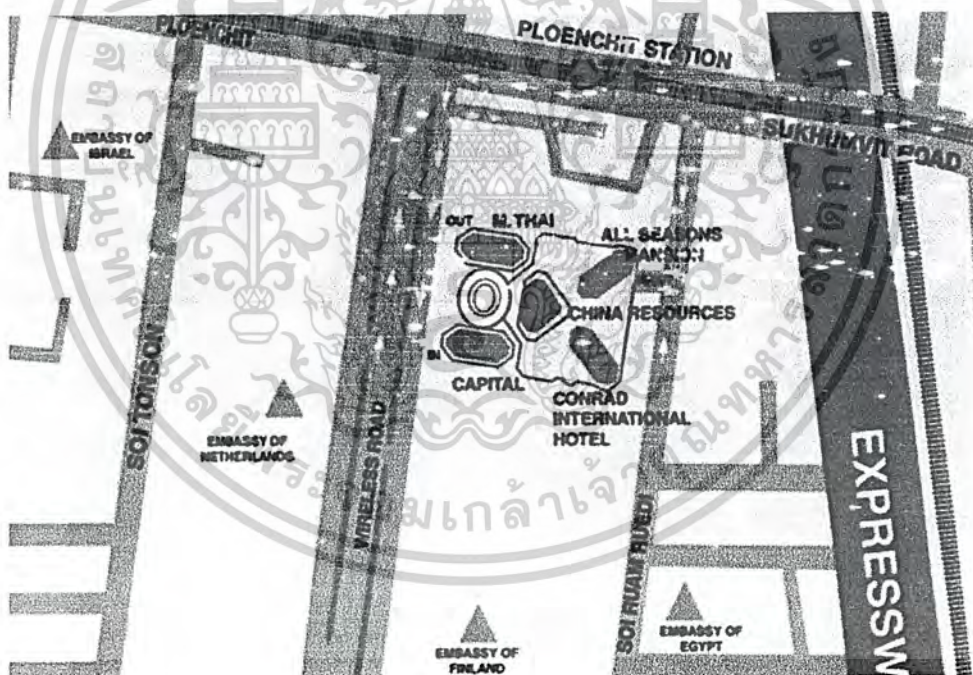 PLOENCHIT
PLOENCHIT STATION
SUKHUMVIT ROAD
EMBASSY OF
ISRAEL
OUT
M. THAI
ALL SEASONS
MANSION
CHINA RESOURCES
IN
CAPITAL
CONRAD
INTERNATIONAL
HOTEL
SOI TONSON
EMBASSY OF
NETHERLANDS
WIRELESS ROAD
SOI RUAM RUDEE
EXPRESSW
EMBASSY OF
FINLAND
EMBASSY OF
EGYPT